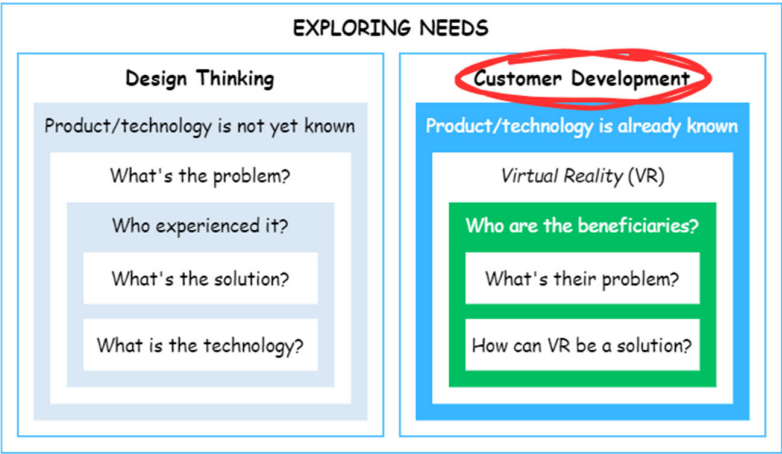 EXPLORING NEEDS
Design Thinking
Product/technology is not yet known
What's the problem?
Who experienced it?
What's the solution?
What is the technology?
Customer Development
Product/technology is already known
Virtual Reality (VR)
Who are the beneficiaries?
What's their problem?
How can VR be a solution?